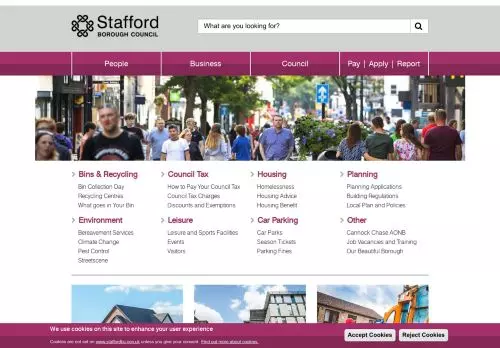 Stafford
BOROUGH COUNCIL
What are you looking for?
People
Business
Council
Pay | Apply | Report
Bins & Recycling
Bin Collection Day
Recycling Centres
What goes in Your Bin
Council Tax
How to Pay Your Council Tax
Council Tax Charges
Discounts and Exemptions
Housing
Homelessness
Housing Advice
Housing Benefit
Planning
Planning Applications
Building Regulations
Local Plan and Policies
Environment
Bereavement Services
Climate Change
Pest Control
Streetscene
Leisure
Leisure and Sports Facilities
Events
Visitors
Car Parking
Car Parks
Season Tickets
Parking Fines
Other
Cannock Chase AONB
Job Vacancies and Training
Our Beautiful Borough
We use cookies on this site to enhance your user experience
Cookies are not set on www.staffordbc.gov.uk unless you give your consent. Find out more about cookies.
Accept Cookies
Reject Cookies